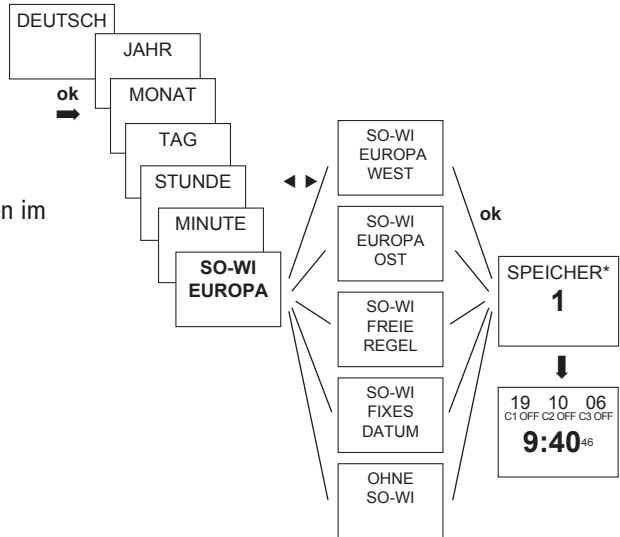 DEUTSCH
JAHR
ok
MONAT
TAG
STUNDE
en im
MINUTE
SO-WI
EUROPA
SO-WI
EUROPA
WEST
ok
SO-WI
EUROPA
OST
SO-WI
FREIE
REGEL
SO-WI
FIXES
DATUM
OHNE
SO-WI
SPEICHER*
1
19 10 06
C1 OFF C2 OFF C3 OFF
9:40 46